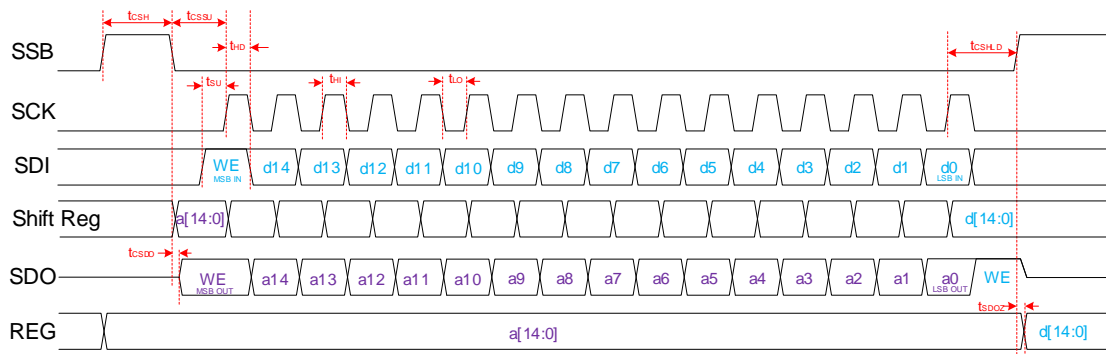 tCSH tCSSU tHD tCSHLD
SSB
tSU tHI tLO
SCK
SDI WE d14 d13 d12 d11 d10 d9 d8 d7 d6 d5 d4 d3 d2 d1 d0
MSB IN LSB IN
Shift Reg a[14:0] d[14:0]
tCSDO
SDO WE a14 a13 a12 a11 a10 a9 a8 a7 a6 a5 a4 a3 a2 a1 a0 WE
MSB OUT LSB OUT
tSDOZ
REG a[14:0] d[14:0]